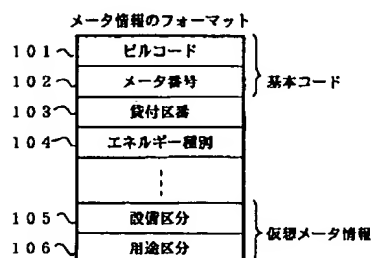 メータ情報のフォーマット
101 ビルコード
102 メータ番号
基本コード
103 貸付区番
104 エネルギー種別
105 改借区分
仮想メータ情報
106 用途区分